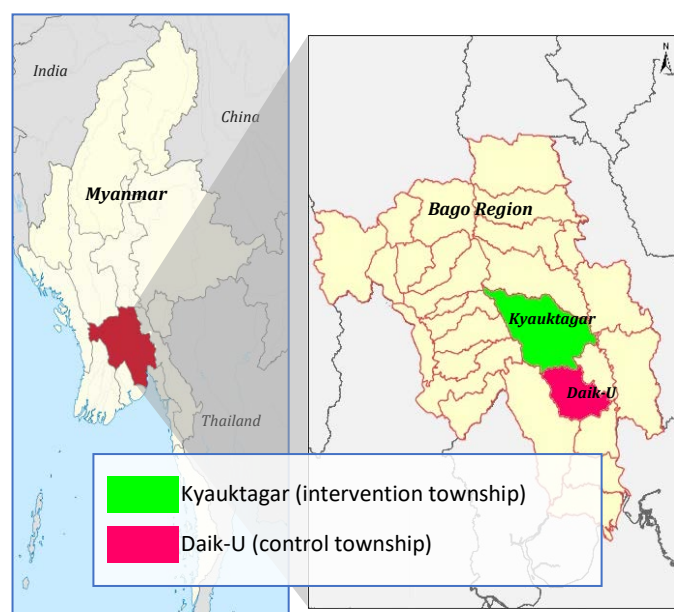 India
China
Myanmar
Thailand
N
Bago Region
Kyauktagar
Daik-U
Kyauktagar (intervention township)
Daik-U (control township)